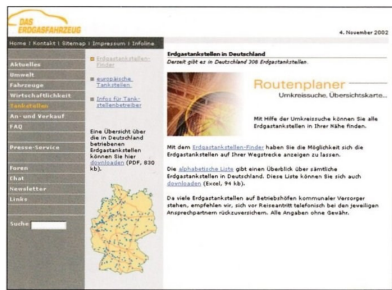 DAS
ERDGASFAHRZEUG
4. November 2002
Home | Kontakt | Sitemap | Impressum | Infoline
Aktuelles
Umwelt
Fahrzeuge
Wirtschaftlichkeit
Tankstellen
An- und Verkauf
FAQ
Presse-Service
Foren
Chat
Newsletter
Links
Suche
Erdgastankstellen-
Finder
europäische
Tankstellen
Infos für Tank-
stellenbetreiber
Eine Übersicht über
die in Deutschland
betriebenen
Erdgastankstellen
können Sie hier
downloaden (PDF, 830
kb).
Erdgastankstellen in Deutschland
Derzeit gibt es in Deutschland 308 Erdgastankstellen.
Routenplaner
Umkreissuche, Übersichtskarte...
Mit Hilfe der Umkreissuche können Sie alle
Erdgastankstellen in Ihrer Nähe finden.
Mit dem Erdgastankstellen-Finder haben Sie die Möglichkeit sich die
Erdgastankstellen auf Ihrer Wegstrecke anzeigen zu lassen.
Die alphabetische Liste gibt einen Überblick über sämtliche
Erdgastankstellen in Deutschland. Diese Liste können Sie sich auch
downloaden (Excel, 94 kb).
Da viele Erdgastankstellen auf Betriebshöfen kommunaler Versorger
stehen, empfehlen wir, sich vor Reiseantritt telefonisch bei den jeweiligen
Ansprechpartnern rückzuversichern. Alle Angaben ohne Gewähr.